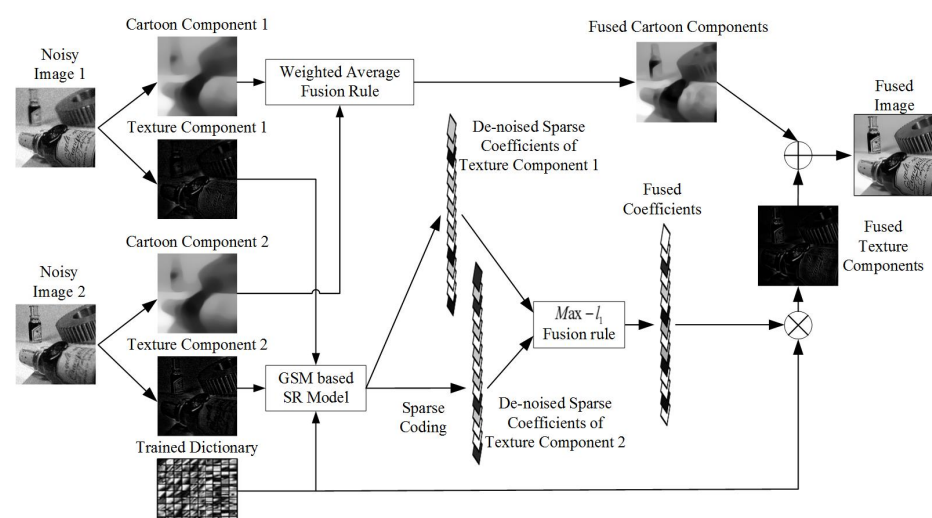 Cartoon Component 1
Noisy
Image 1
Texture Component 1
Weighted Average
Fusion Rule
Fused Cartoon Components
Fused
Image
De-noised Sparse
Coefficients of
Texture Component 1
Fused
Coefficients
Cartoon Component 2
Noisy
Image 2
Texture Component 2
GSM based
SR Model
Sparse
Coding
Max − l₁
Fusion rule
De-noised Sparse
Coefficients of
Texture Component 2
Fused
Texture
Components
Trained Dictionary